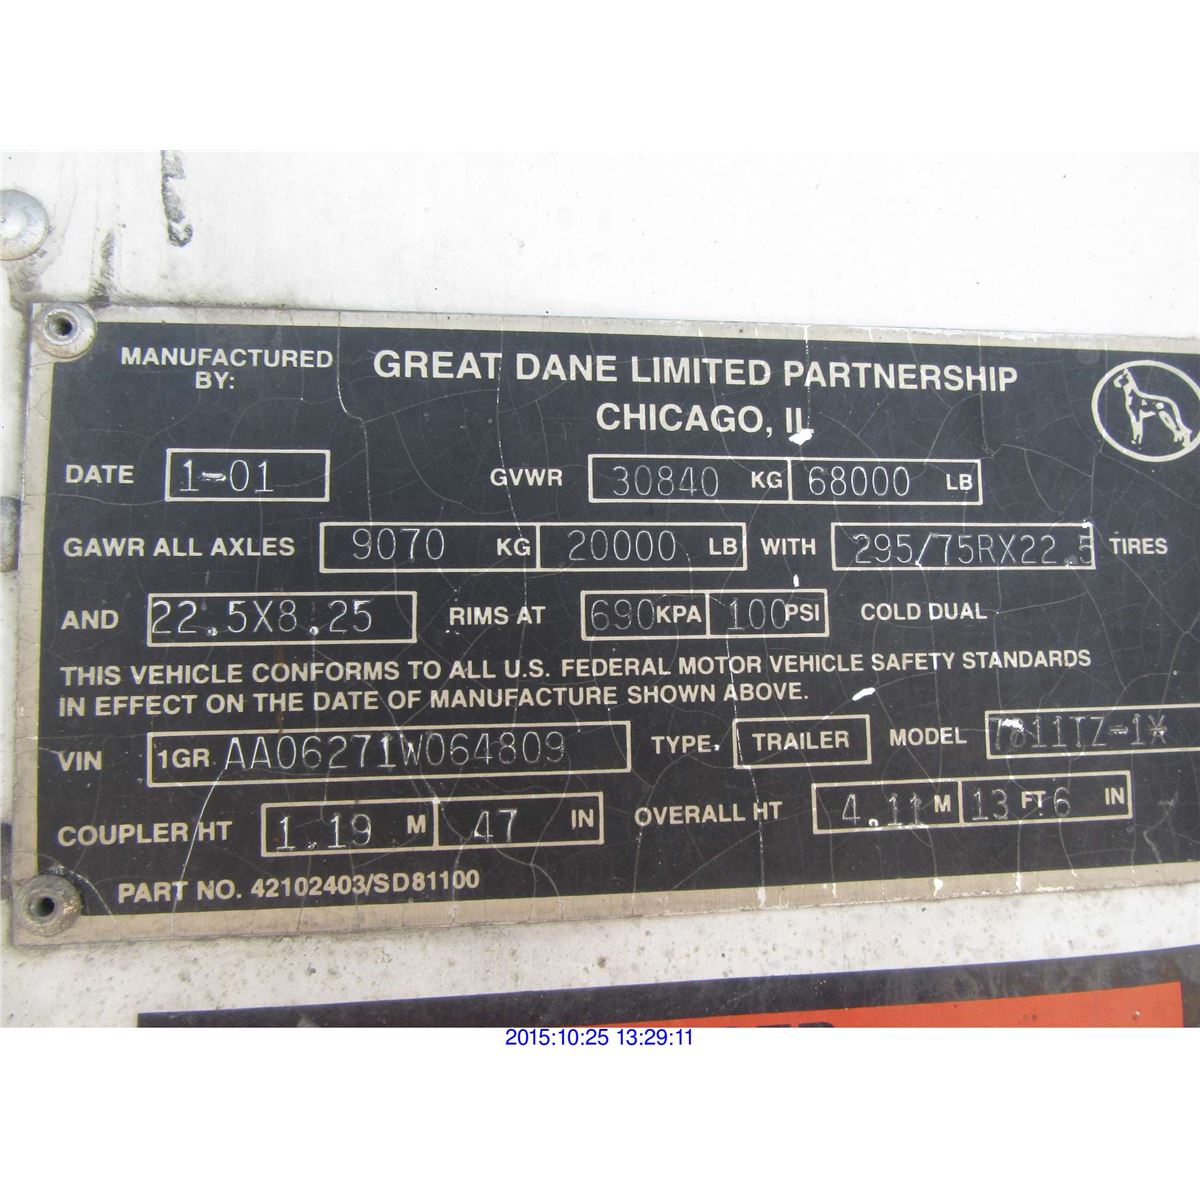 MANUFACTURED BY: GREAT DANE LIMITED PARTNERSHIP
CHICAGO, IL
DATE 1-01 GVWR 30840 KG 68000 LB
GAWR ALL AXLES 9070 KG 20000 LB WITH 295/75RX22.5 TIRES
AND 22.5X8.25 RIMS AT 690KPA 100PSI COLD DUAL
THIS VEHICLE CONFORMS TO ALL U.S. FEDERAL MOTOR VEHICLE SAFETY STANDARDS
IN EFFECT ON THE DATE OF MANUFACTURE SHOWN ABOVE.
VIN 1GR AA06271W064809 TYPE. TRAILER MODEL 7811TZ-1*
COUPLER HT 1.19 M 47 IN OVERALL HT 4.11 M 13 FT 6 IN
PART NO. 42102403/SD81100
2015:10:25 13:29:11